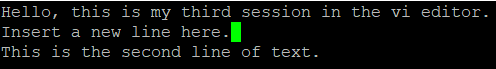 Hello, this is my third session in the vi editor.
Insert a new line here.
This is the second line of text.